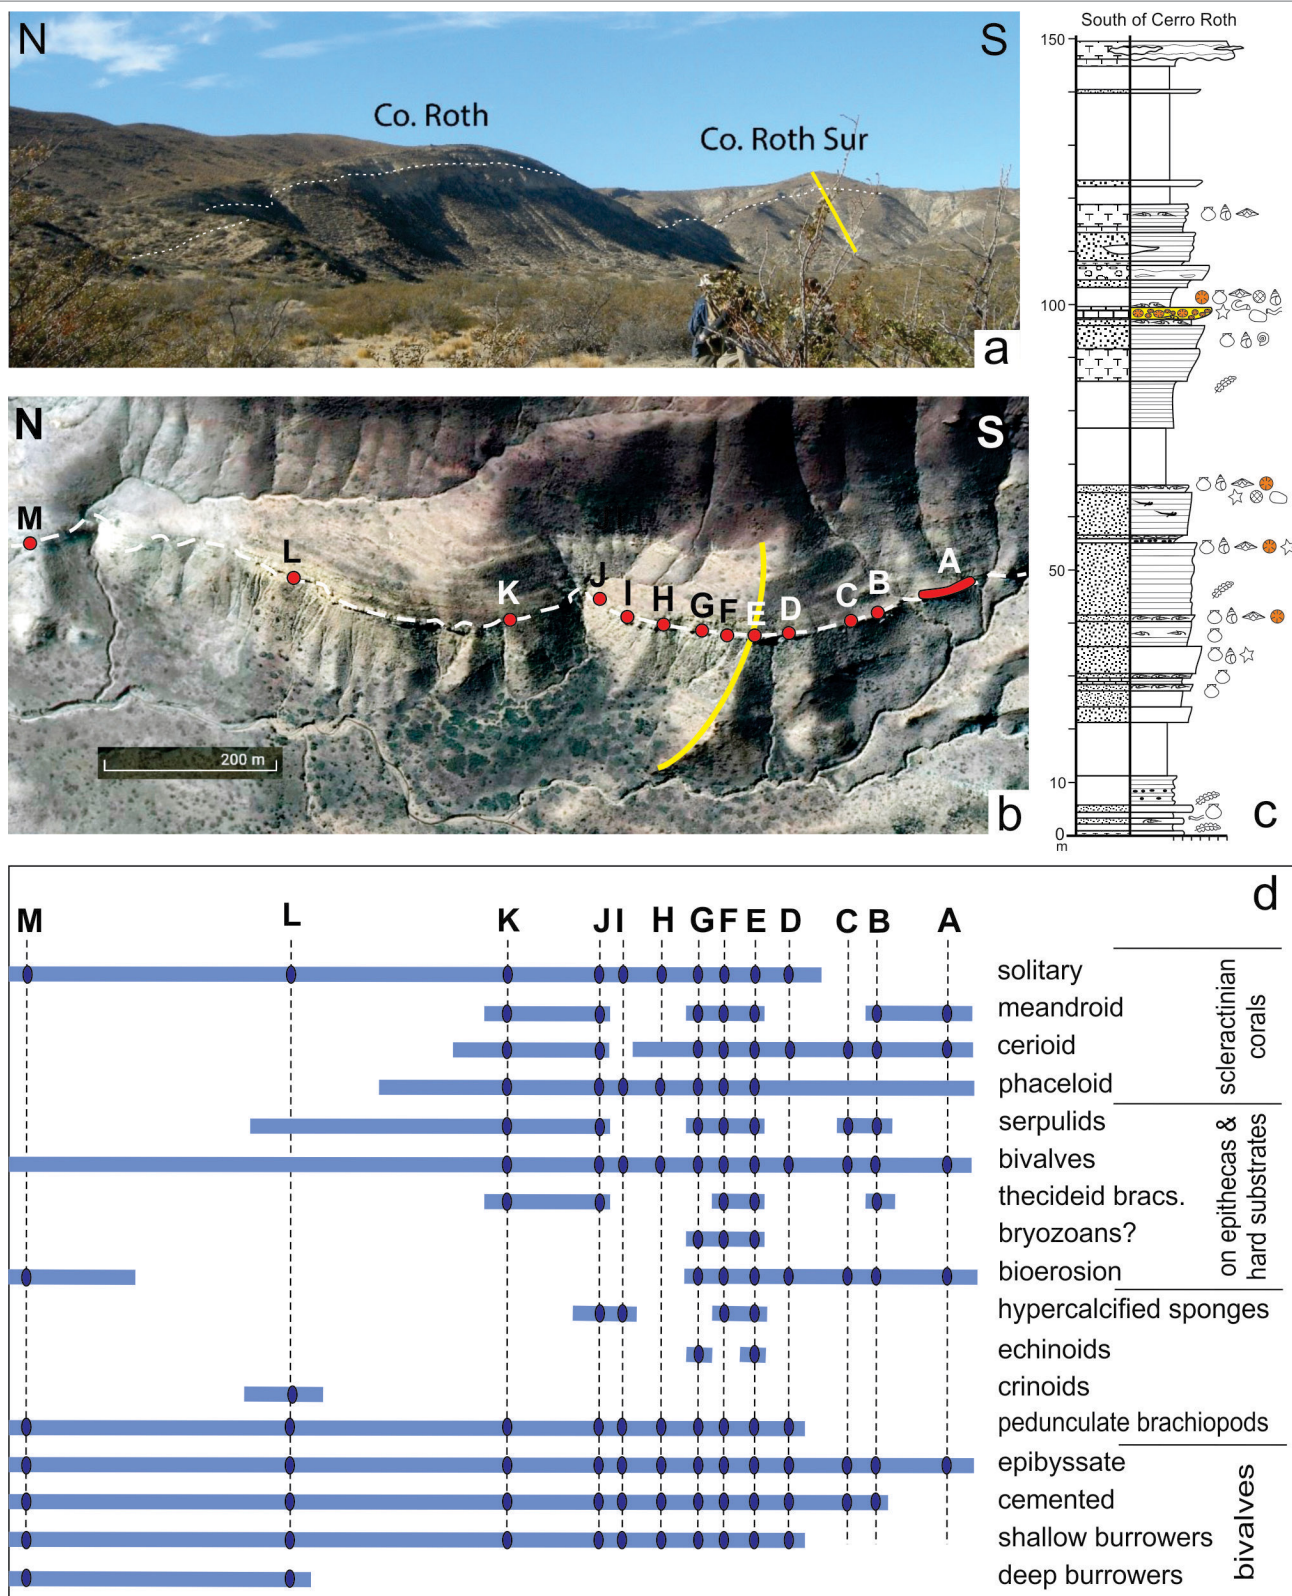 N
S
Co. Roth
Co. Roth Sur
a
South of Cerro Roth
150
100
50
10
0
m
c
N
S
M
L
K
J
I
H
G
F
E
D
C
B
A
200 m
b
d
M L K J I H G F E D C B A
solitary
meandroid
cerioid
phaceloid
scleractinian
corals
serpulids
bivalves
thecideid bracs.
bryozoans?
bioerosion
on epithecas &
hard substrates
hypercalcified sponges
echinoids
crinoids
pedunculate brachiopods
epibyssate
cemented
shallow burrowers
deep burrowers
bivalves